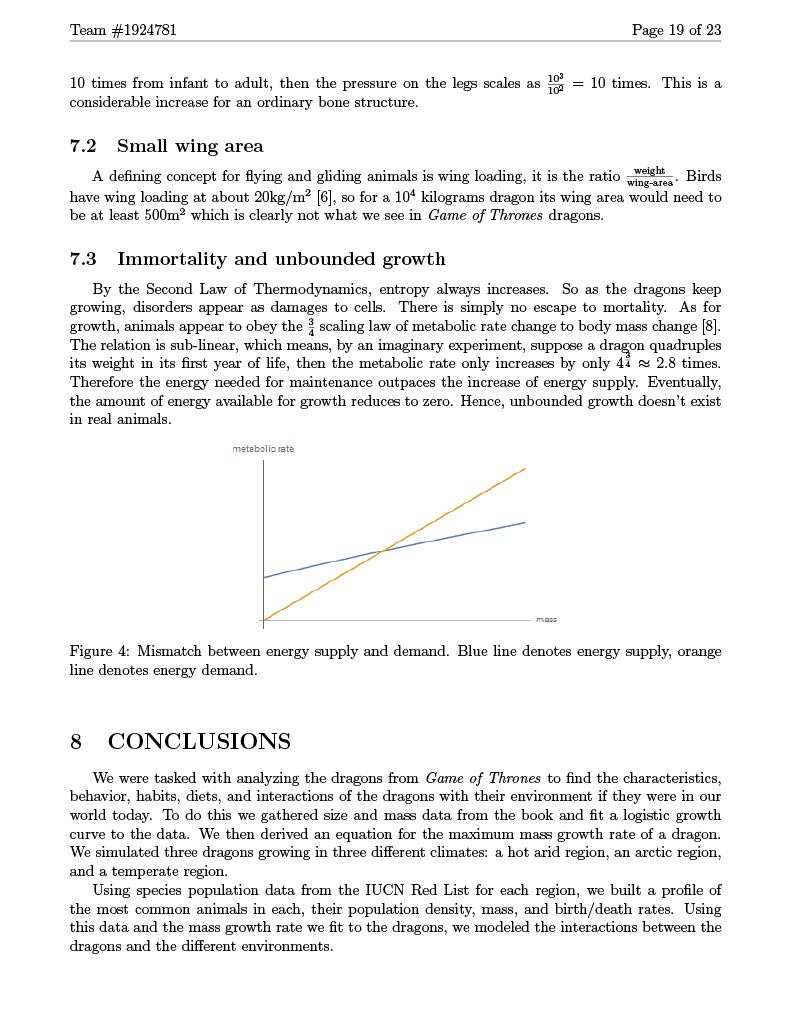 Team #1924781 Page 19 of 23
10 times from infant to adult, then the pressure on the legs scales as 10³/10² = 10 times. This is a
considerable increase for an ordinary bone structure.
7.2 Small wing area
A defining concept for flying and gliding animals is wing loading, it is the ratio weight/wing-area. Birds
have wing loading at about 20kg/m² [6], so for a 10⁴ kilograms dragon its wing area would need to
be at least 500m² which is clearly not what we see in Game of Thrones dragons.
7.3 Immortality and unbounded growth
By the Second Law of Thermodynamics, entropy always increases. So as the dragons keep
growing, disorders appear as damages to cells. There is simply no escape to mortality. As for
growth, animals appear to obey the 3/4 scaling law of metabolic rate change to body mass change [8].
The relation is sub-linear, which means, by an imaginary experiment, suppose a dragon quadruples
its weight in its first year of life, then the metabolic rate only increases by only 4^(3/4) ≈ 2.8 times.
Therefore the energy needed for maintenance outpaces the increase of energy supply. Eventually,
the amount of energy available for growth reduces to zero. Hence, unbounded growth doesn't exist
in real animals.
metabolic rate
mass
Figure 4: Mismatch between energy supply and demand. Blue line denotes energy supply, orange
line denotes energy demand.
8 CONCLUSIONS
We were tasked with analyzing the dragons from Game of Thrones to find the characteristics,
behavior, habits, diets, and interactions of the dragons with their environment if they were in our
world today. To do this we gathered size and mass data from the book and fit a logistic growth
curve to the data. We then derived an equation for the maximum mass growth rate of a dragon.
We simulated three dragons growing in three different climates: a hot arid region, an arctic region,
and a temperate region.
Using species population data from the IUCN Red List for each region, we built a profile of
the most common animals in each, their population density, mass, and birth/death rates. Using
this data and the mass growth rate we fit to the dragons, we modeled the interactions between the
dragons and the different environments.